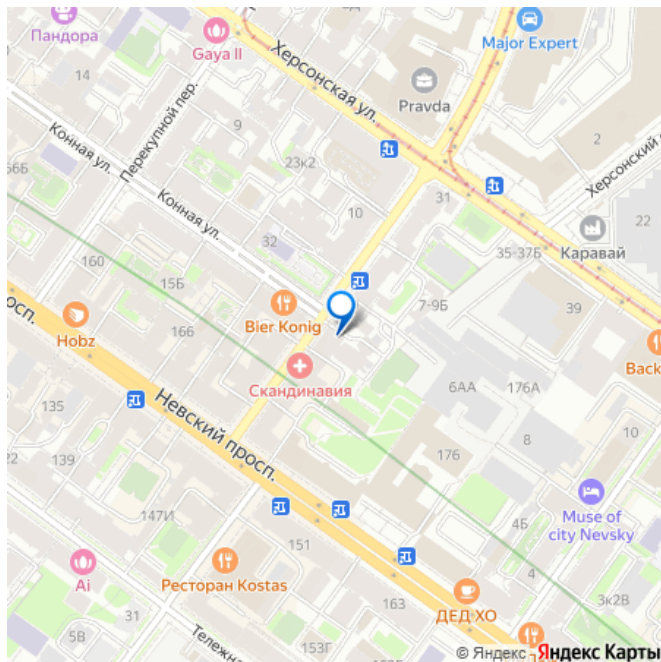 Пандора
Gaya II
Major Expert
Херсонская ул.
Pravda
14
Перекупной пер.
9
Конная ул.
23к2
2
Херсонский
66Б
Конная ул.
10
31
22
32
35-37Б
Каравай
160
15Б
7-9Б
39
Bier Konig
166
Hobz
просп.
Скандинавия
Back
6АА
176А
135
Невский просп.
8
10
22
139
176
Muse of
city Nevsky
147И
4Б
151
Ai
Ресторан Kostas
4
163
ДЕД ХО
3к2В
31
5В
Тележная
153Г
© Яндекс Яндекс Карты